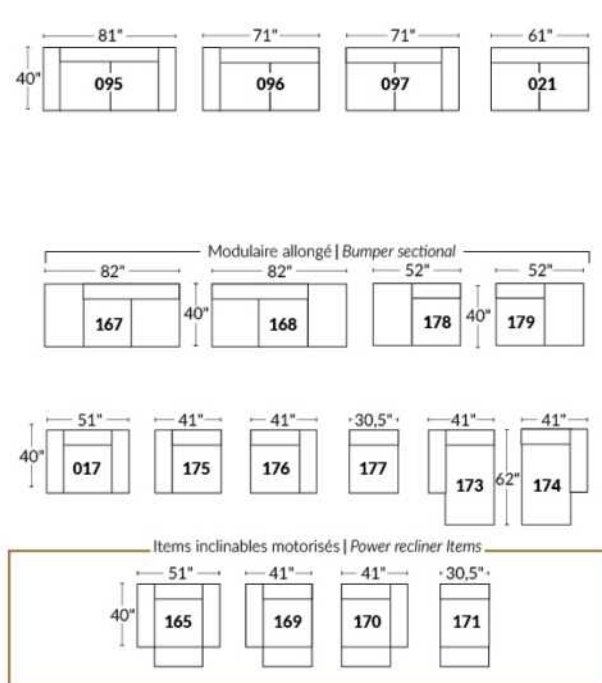 81" 71" 71" 61"
40" 095 096 097 021
Modulaire allongé | Bumper sectional
82" 82" 52" 52"
167 40" 168 178 40" 179
51" 41" 41" 30,5" 41" 41"
40" 017 175 176 177 173 62" 174
Items inclinables motorisés | Power recliner Items
51" 41" 41" 30,5"
40" 165 169 170 171